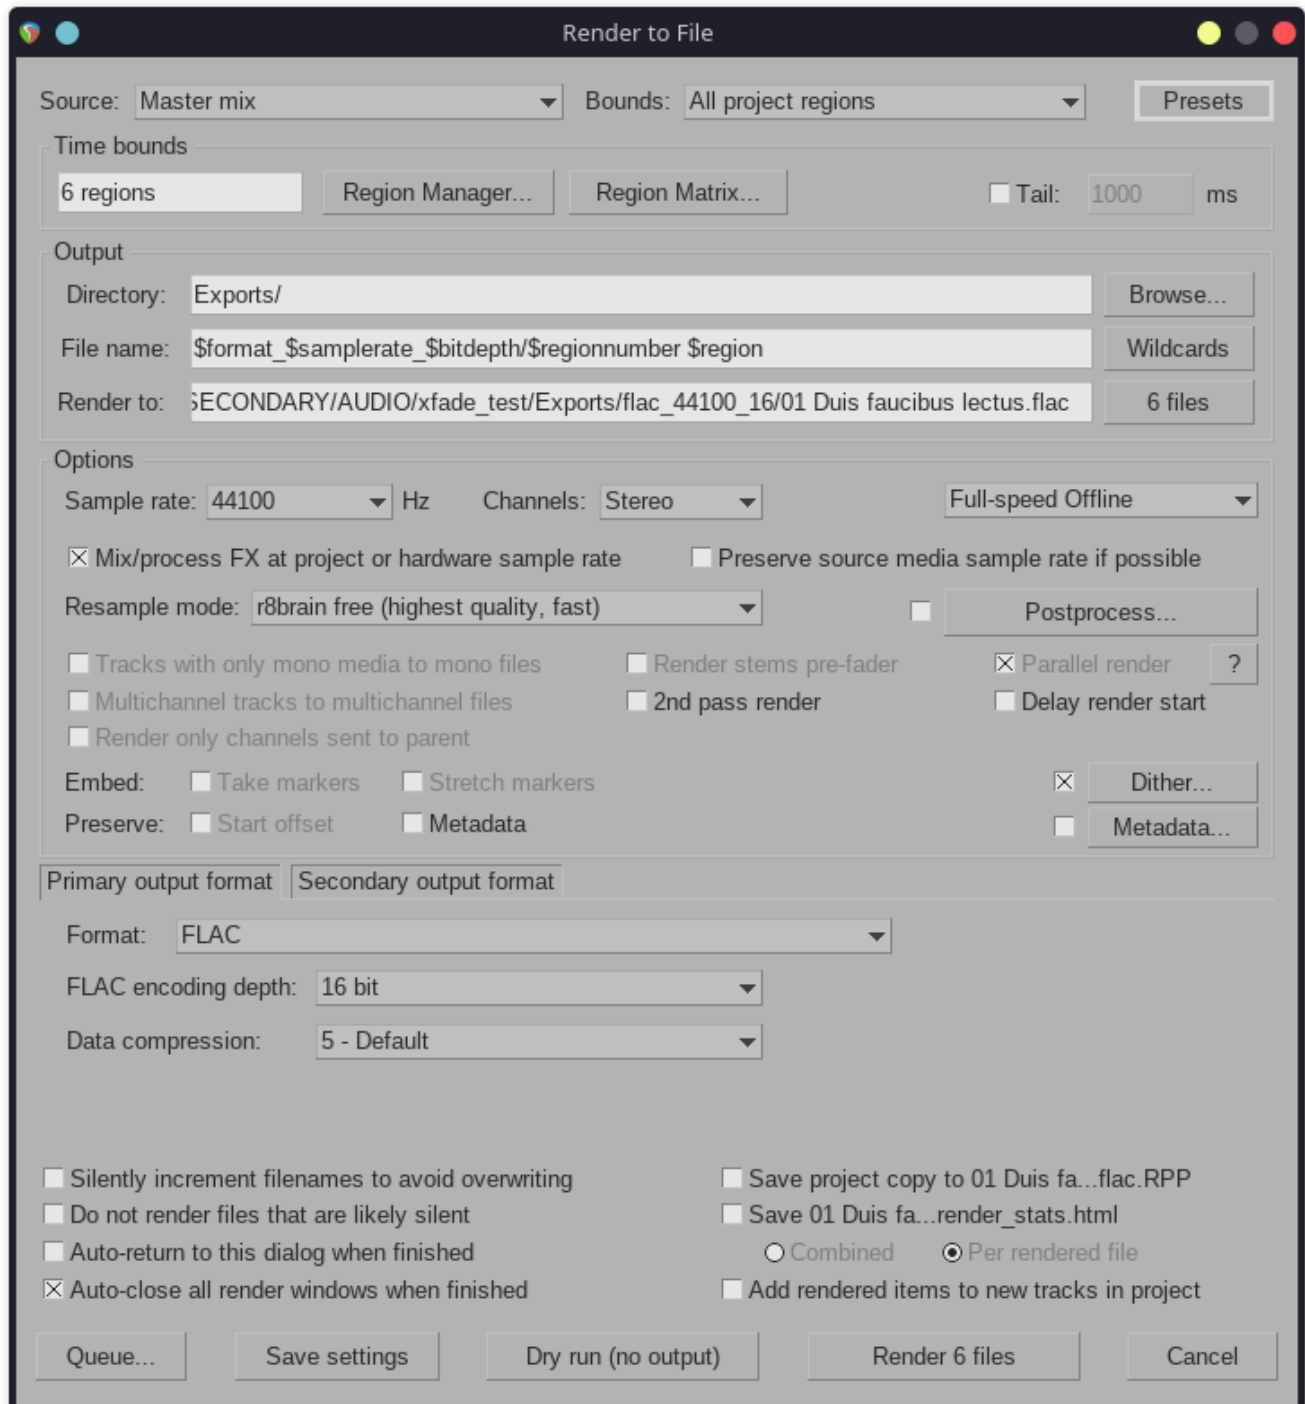 Render to File
Source: Master mix Bounds: All project regions Presets
Time bounds
6 regions Region Manager... Region Matrix... Tail: 1000 ms
Output
Directory: Exports/ Browse...
File name: $format_$samplerate_$bitdepth/$regionnumber $region Wildcards
Render to: SECONDARY/AUDIO/xfade_test/Exports/flac_44100_16/01 Duis faucibus lectus.flac 6 files
Options
Sample rate: 44100 Hz Channels: Stereo Full-speed Offline
Mix/process FX at project or hardware sample rate Preserve source media sample rate if possible
Resample mode: r8brain free (highest quality, fast) Postprocess...
Tracks with only mono media to mono files Render stems pre-fader Parallel render ?
Multichannel tracks to multichannel files 2nd pass render Delay render start
Render only channels sent to parent
Embed: Take markers Stretch markers Dither...
Preserve: Start offset Metadata Metadata...
Primary output format Secondary output format
Format: FLAC
FLAC encoding depth: 16 bit
Data compression: 5 - Default
Silently increment filenames to avoid overwriting Save project copy to 01 Duis fa...flac.RPP
Do not render files that are likely silent Save 01 Duis fa...render_stats.html
Auto-return to this dialog when finished Combined Per rendered file
Auto-close all render windows when finished Add rendered items to new tracks in project
Queue... Save settings Dry run (no output) Render 6 files Cancel